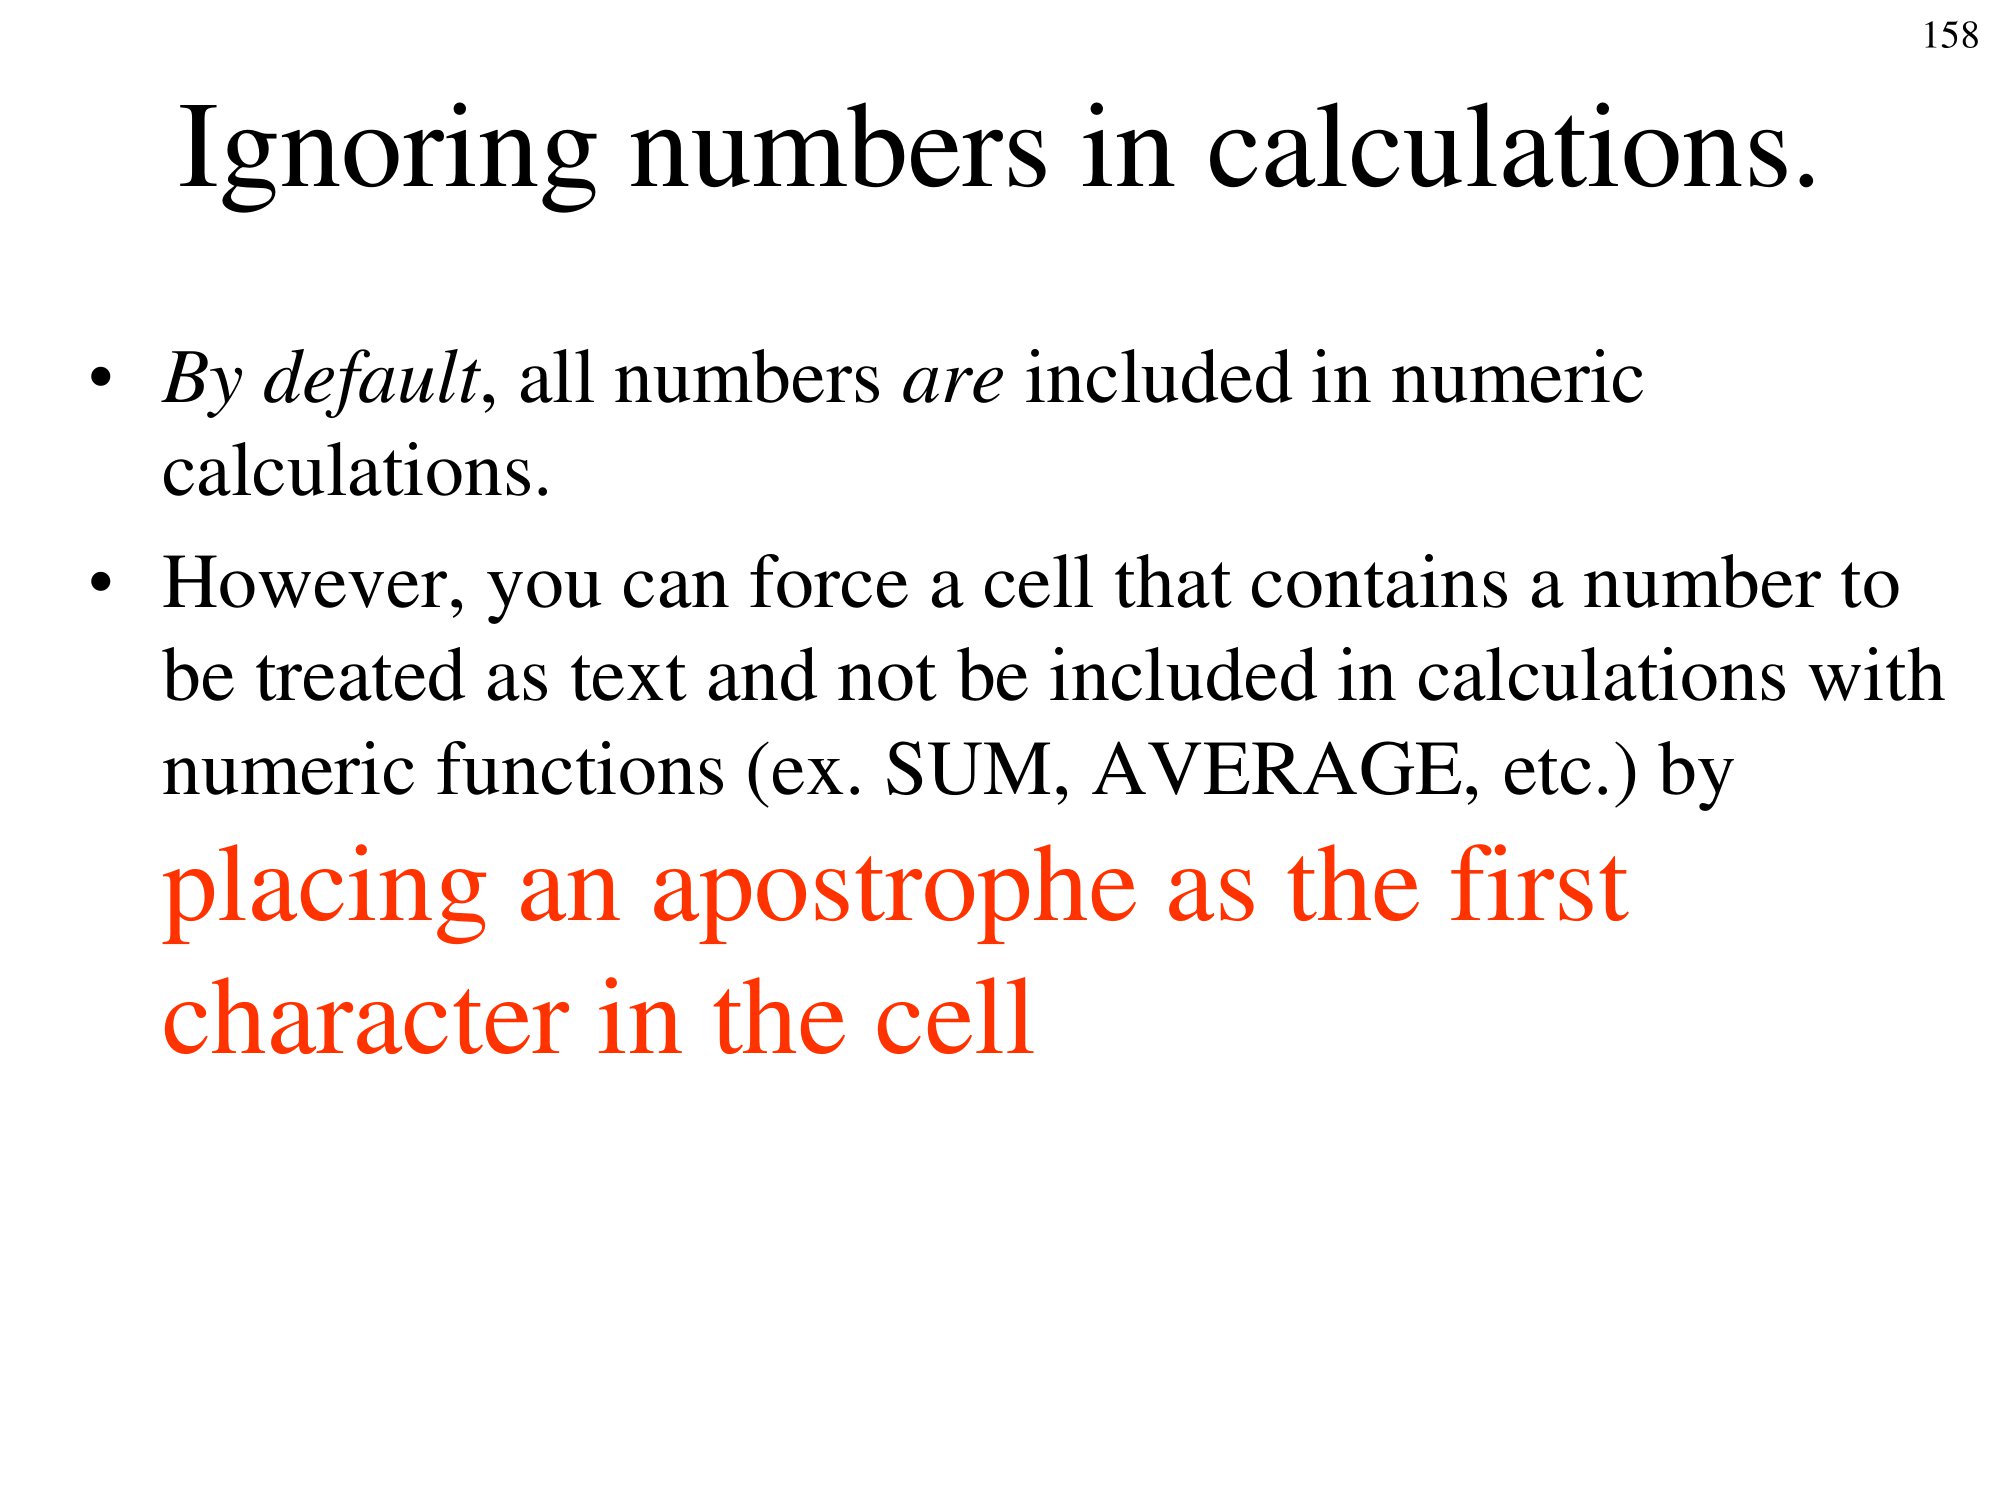 158
Ignoring numbers in calculations.
• By default, all numbers are included in numeric
calculations.
• However, you can force a cell that contains a number to
be treated as text and not be included in calculations with
numeric functions (ex. SUM, AVERAGE, etc.) by
placing an apostrophe as the first
character in the cell